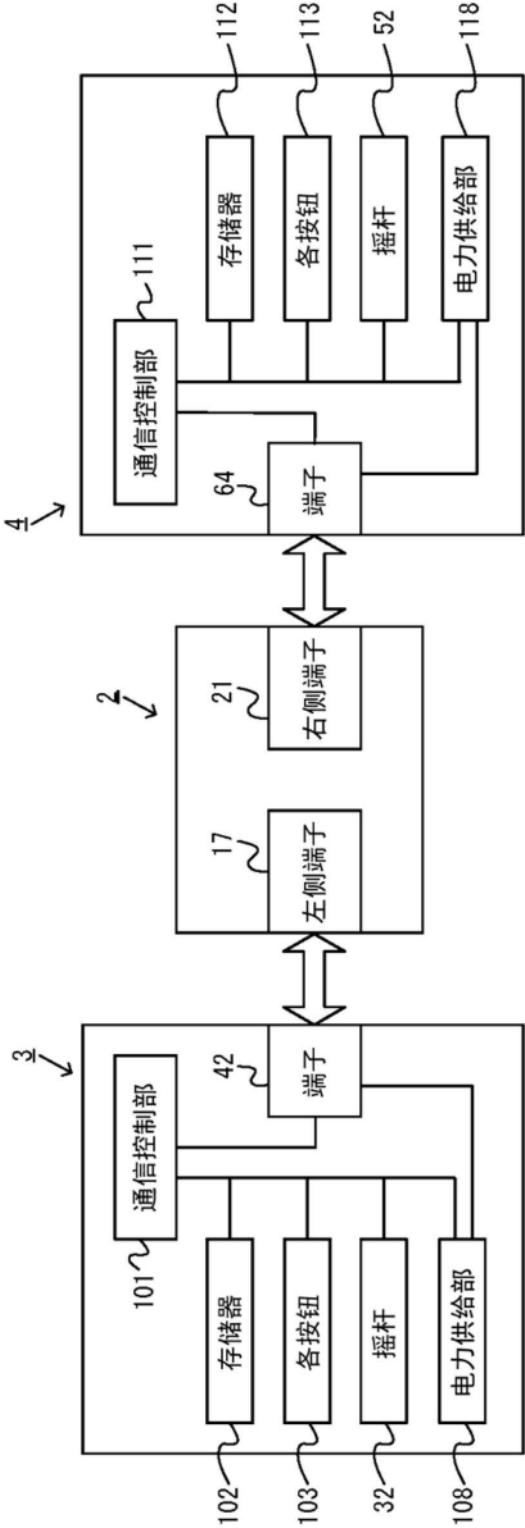 3
通信控制部
101
存储器
102
各按钮
103
摇杆
32
电力供给部
108
端子
42
2
左侧端子
17
右侧端子
21
4
通信控制部
111
端子
64
存储器
112
各按钮
113
摇杆
52
电力供给部
118